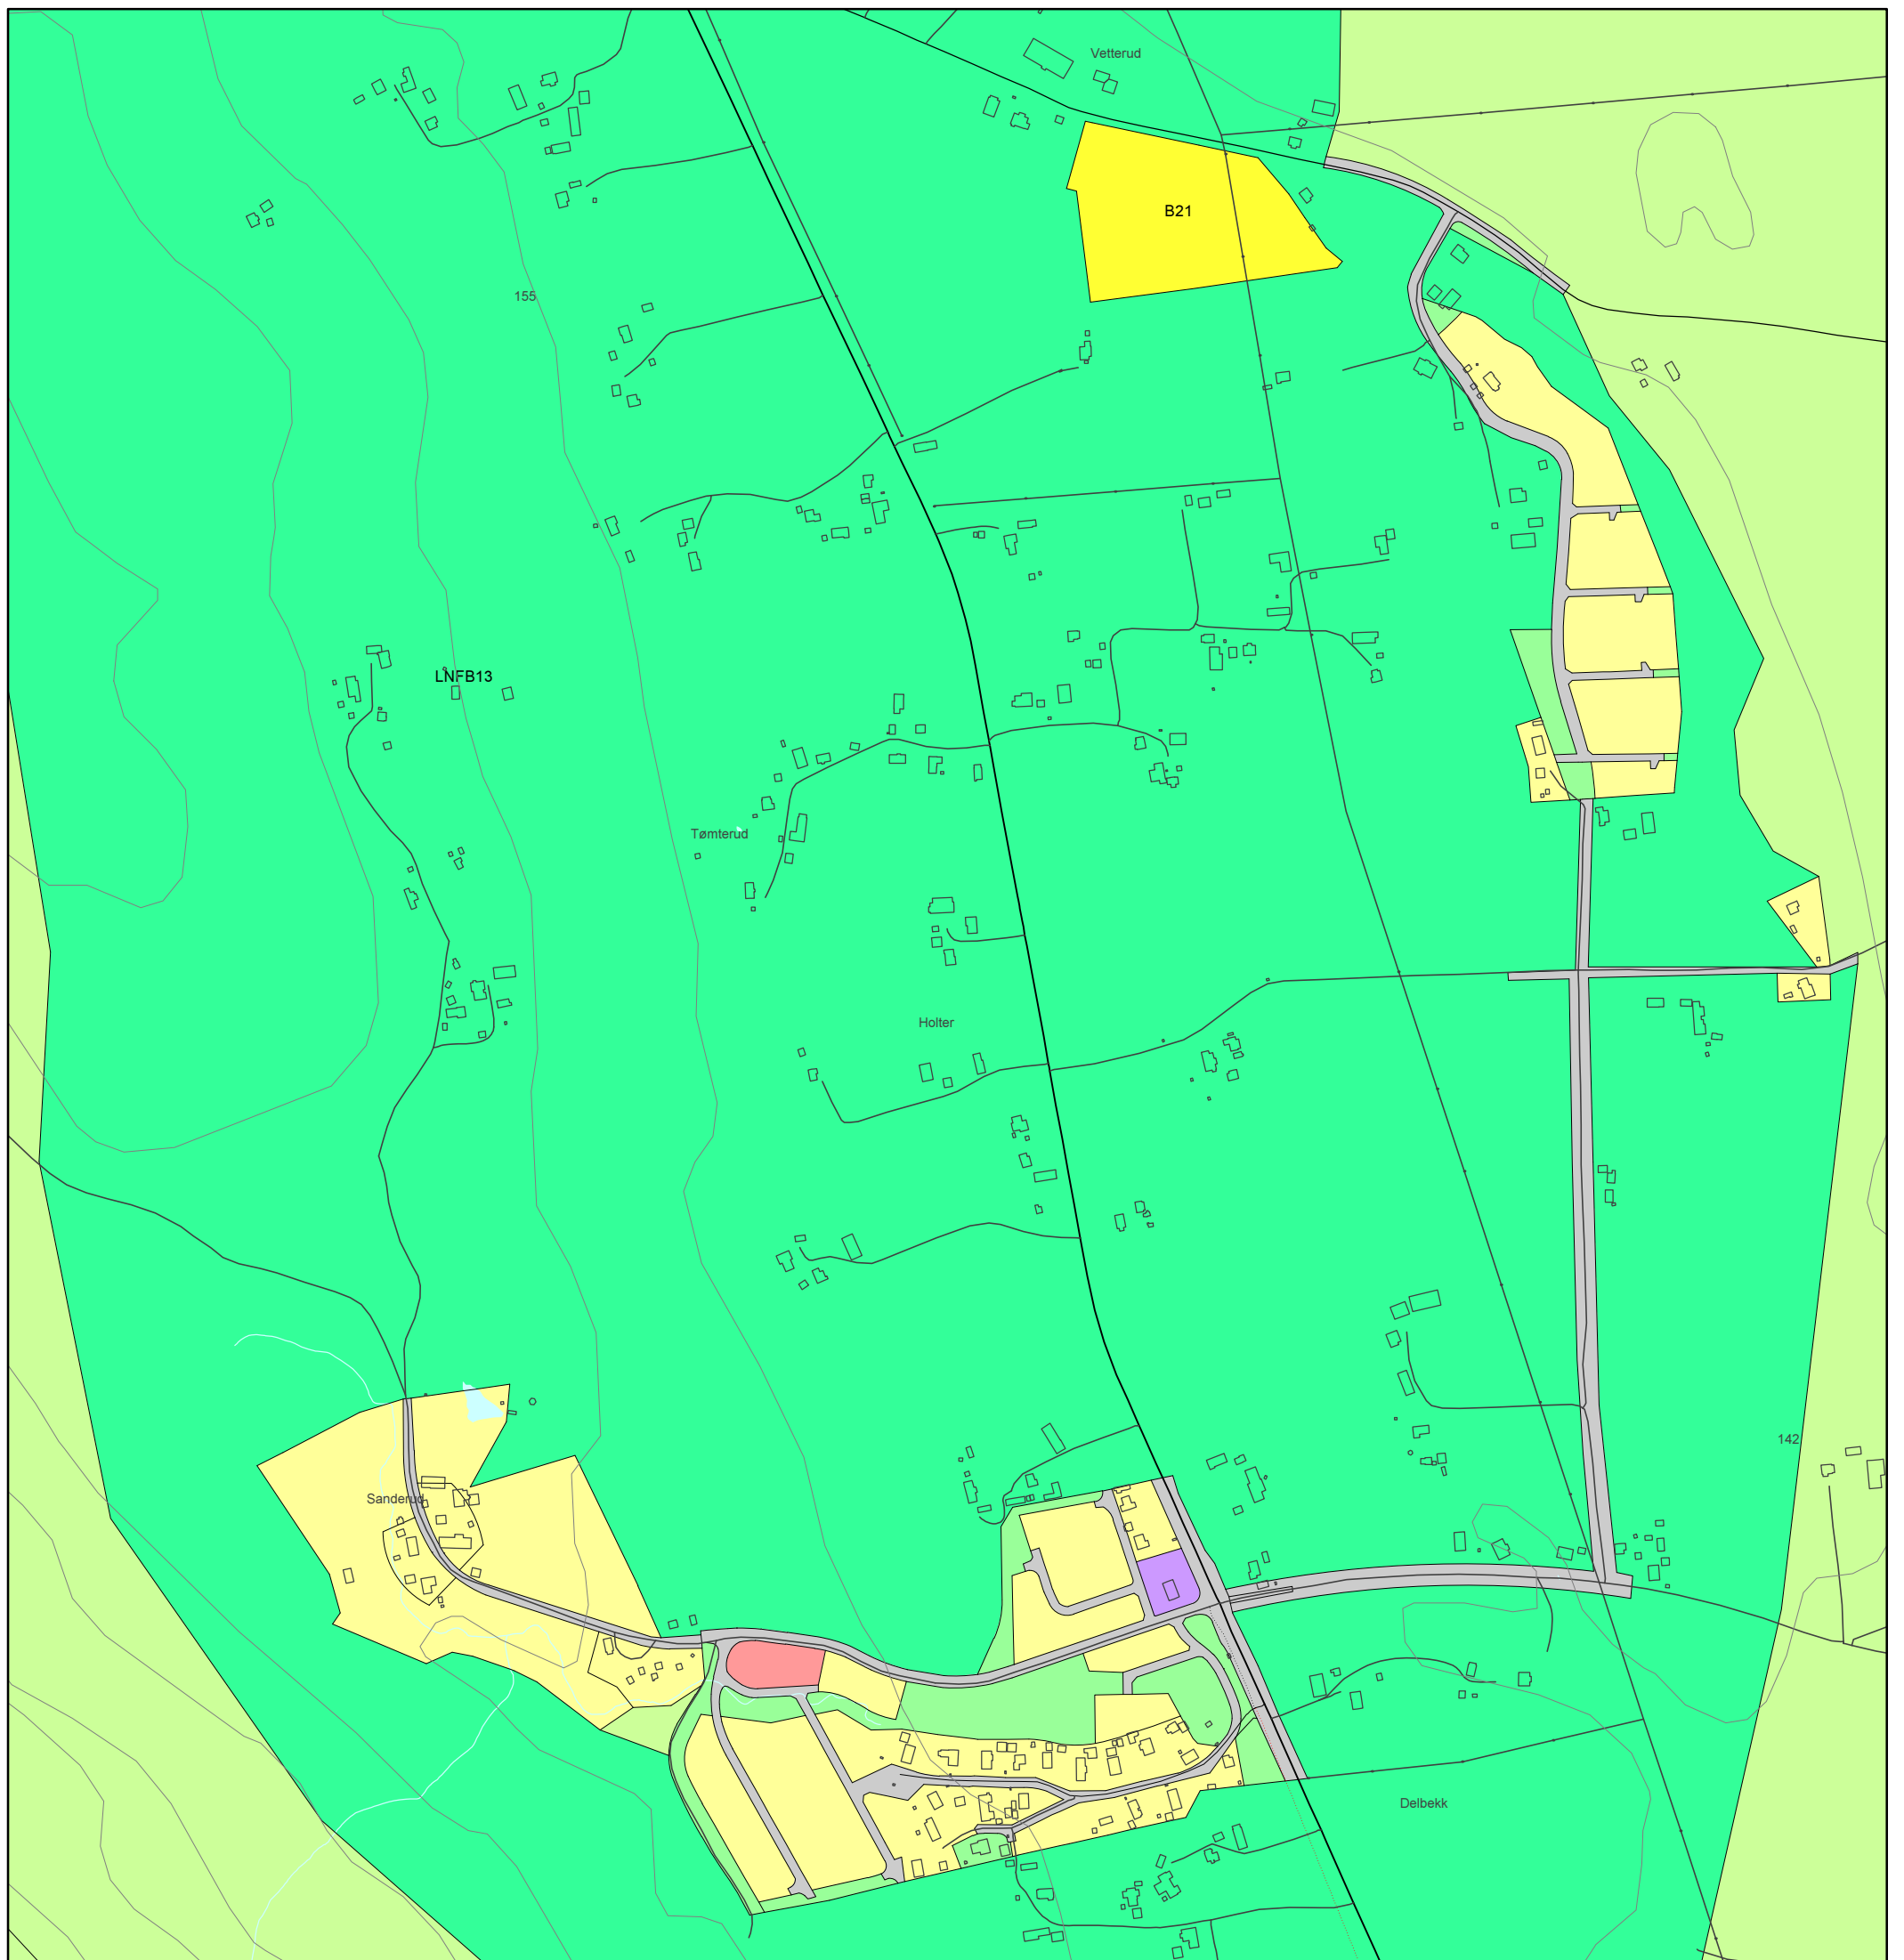 Vetterud
B21
155
LNFB13
Tømterud
Holter
142
Sanderud
Delbekk